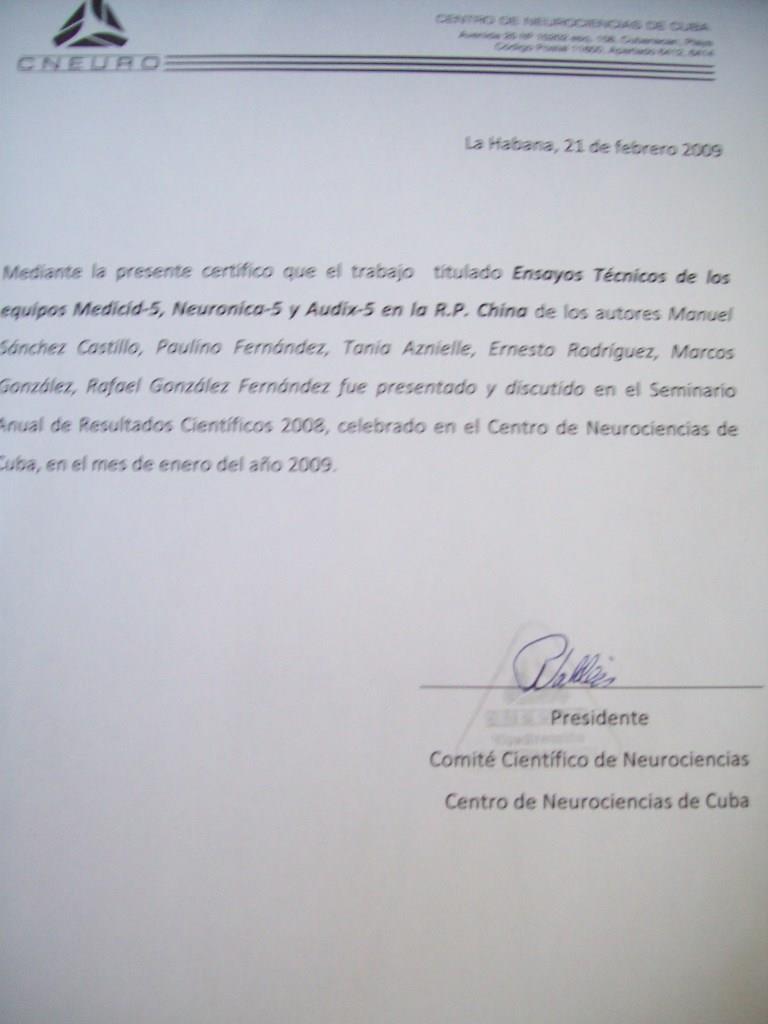 CENTRO DE NEUROCIENCIAS DE CUBA
Avenida 25 Nº 15202 esq. 158, Cubanacan, Playa
Código Postal 11600, Apartado 6412, 6414
CNEURO
La Habana, 21 de febrero 2009
Mediante la presente certifico que el trabajo titulado Ensayos Técnicos de los
equipos Medicid-5, Neuronica-5 y Audix-5 en la R.P. China de los autores Manuel
Sánchez Castillo, Paulino Fernández, Tania Aznielle, Ernesto Rodríguez, Marcos
González, Rafael González Fernández fue presentado y discutido en el Seminario
Anual de Resultados Científicos 2008, celebrado en el Centro de Neurociencias de
Cuba, en el mes de enero del año 2009.
Presidente
Comité Científico de Neurociencias
Centro de Neurociencias de Cuba